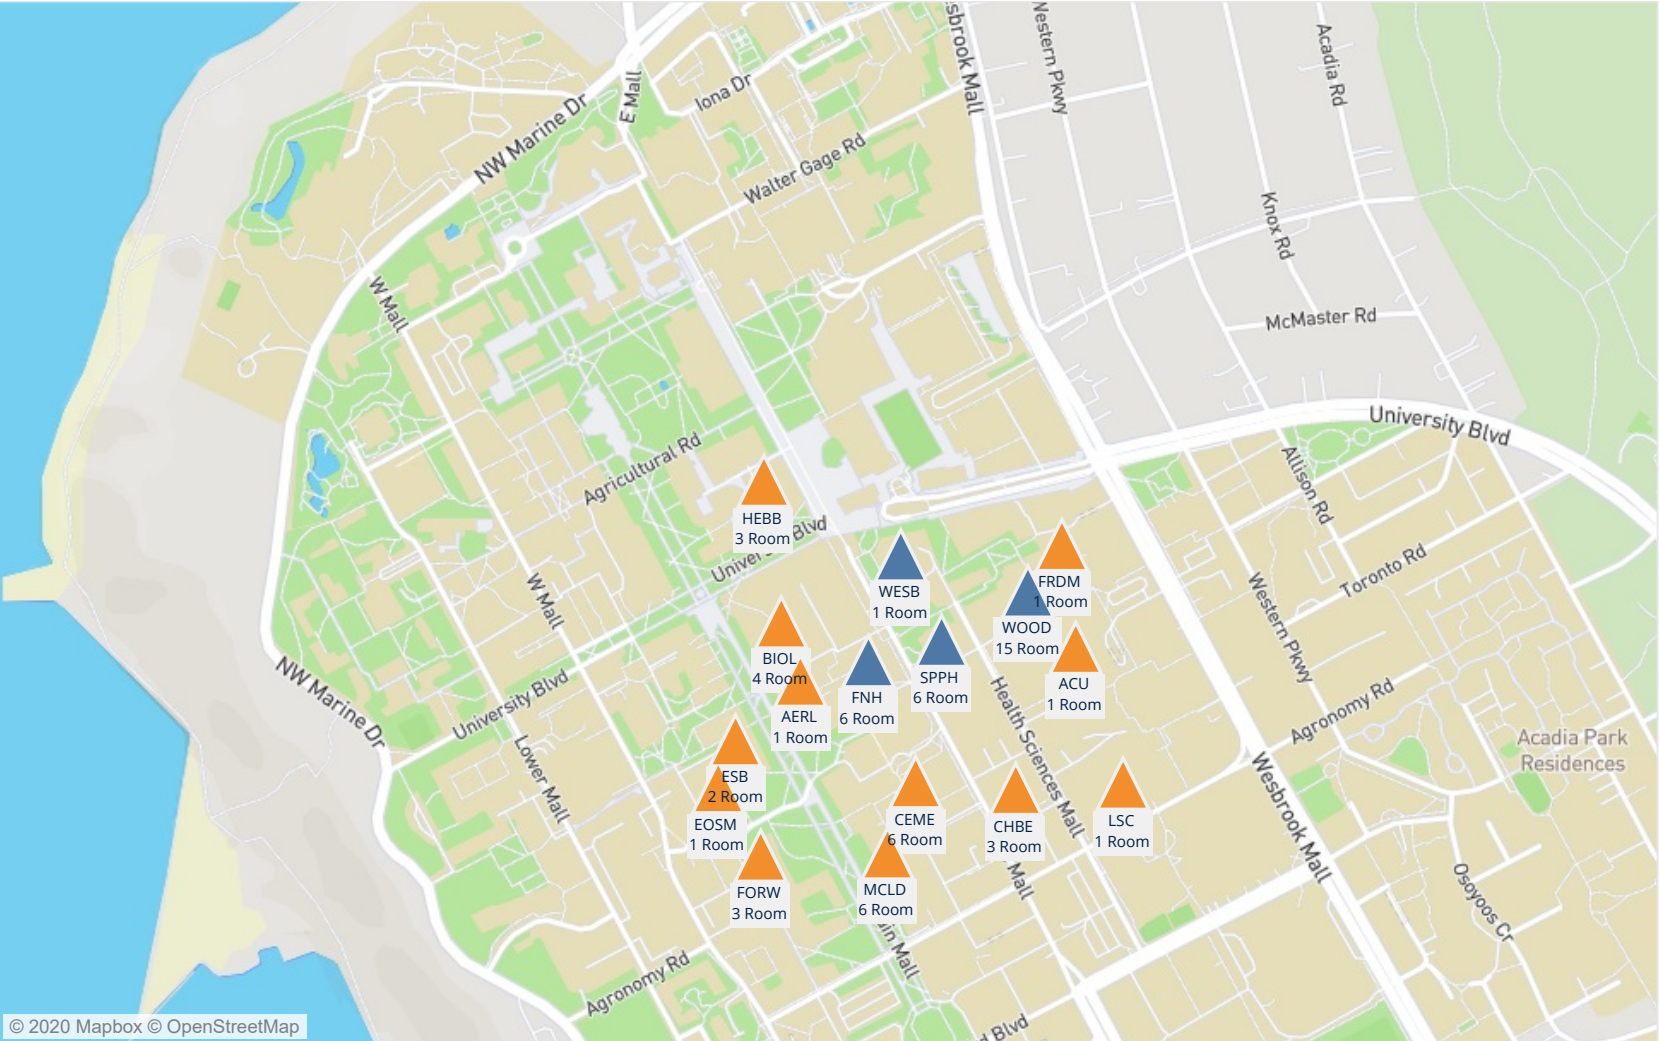 sbrook Mall
Western Pkwy
Acadia Rd
E Mall
Iona Dr
NW Marine Dr
Walter Gage Rd
Knox Rd
W Mall
McMaster Rd
University Blvd
Agricultural Rd
Allison Rd
HEBB
3 Room
Univer
Blvd
WESB
1 Room
FRDM
1 Room
Toronto Rd
W Mall
Western Pkwy
WOOD
15 Room
BIOL
4 Room
SPPH
6 Room
FNH
6 Room
ACU
1 Room
NW Marine Dr
University Blvd
AERL
1 Room
Health Sciences Mall
Agronomy Rd
Acadia Park
Residences
Lower Mall
ESB
2 Room
EOSM
1 Room
CEME
6 Room
CHBE
3 Room
LSC
1 Room
Wesbrook Mall
Mall
FORW
3 Room
MCLD
6 Room
Osoyoos Cr
ain Mall
Agronomy Rd
d Blvd
© 2020 Mapbox © OpenStreetMap